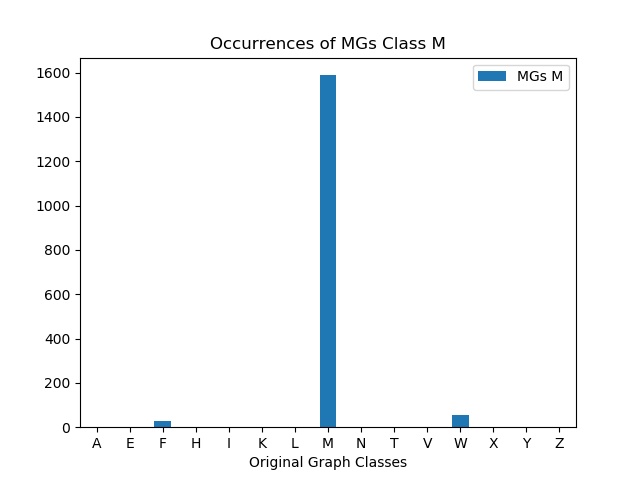 Occurrences of MGs Class M
MGs M
1600
1400
1200
1000
800
600
400
200
0
A E F H I K L M N T V W X Y Z
Original Graph Classes